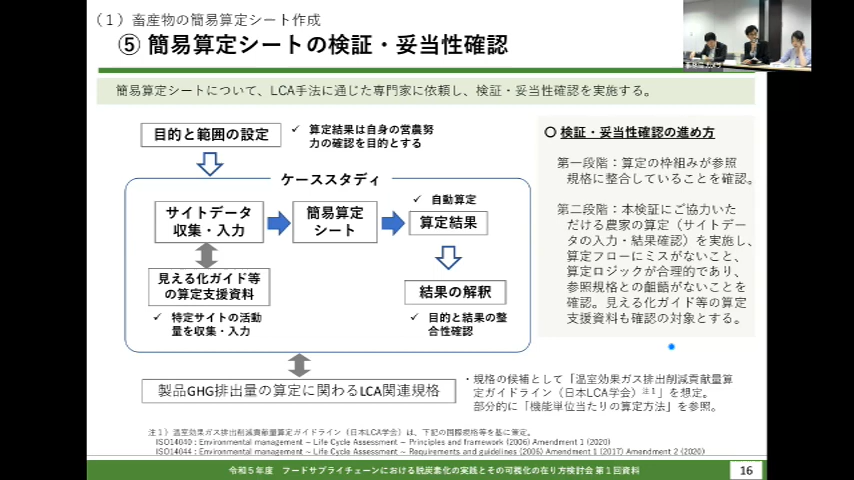 （１）畜産物の簡易算定シート作成
⑤ 簡易算定シートの検証・妥当性確認
簡易算定シートについて、LCA手法に通じた専門家に依頼し、検証・妥当性確認を実施する。
目的と範囲の設定
✓ 算定結果は自身の営農努
力の確認を目的とする
ケーススタディ
サイトデータ
収集・入力
簡易算定
シート
✓ 自動算定
算定結果
見える化ガイド等
の算定支援資料
✓ 特定サイトの活動
量を収集・入力
結果の解釈
✓ 目的と結果の整
合性確認
製品GHG排出量の算定に関わるLCA関連規格
〇 検証・妥当性確認の進め方
第一段階：算定の枠組みが参照
規格に整合していることを確認。
第二段階：本検証にご協力いた
だける農家の算定（サイトデー
タの入力・結果確認）を実施し、
算定フローにミスがないこと、
算定ロジックが合理的であり、
参照規格との齟齬がないことを
確認。見える化ガイド等の算定
支援資料も確認の対象とする。
・規格の候補として「温室効果ガス排出削減貢献量算
定ガイドライン（日本LCA学会）注１」を想定。
部分的に「機能単位当たりの算定方法」を参照。
注１）温室効果ガス排出削減貢献量算定ガイドライン（日本LCA学会）は、下記の国際規格等を基に策定。
ISO14040 : Environmental management − Life Cycle Assessment − Principles and framework (2006) Amendment 1 (2020)
ISO14044 : Environmental management − Life Cycle Assessment − Requirements and guidelines (2006) Amendment 1 (2017) Amendment 2 (2020)
令和５年度　フードサプライチェーンにおける脱炭素化の実践とその可視化の在り方検討会 第１回資料
16